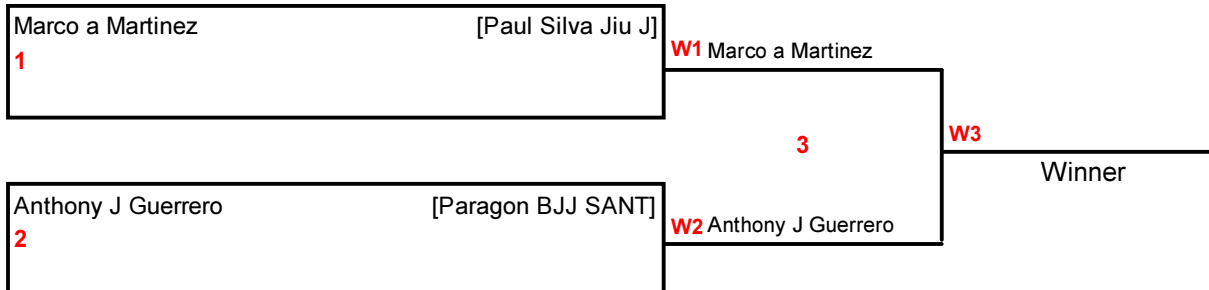 Marco a Martinez [Paul Silva Jiu J]
1
W1 Marco a Martinez
3
W3
Winner
Anthony J Guerrero [Paragon BJJ SANT]
2
W2 Anthony J Guerrero